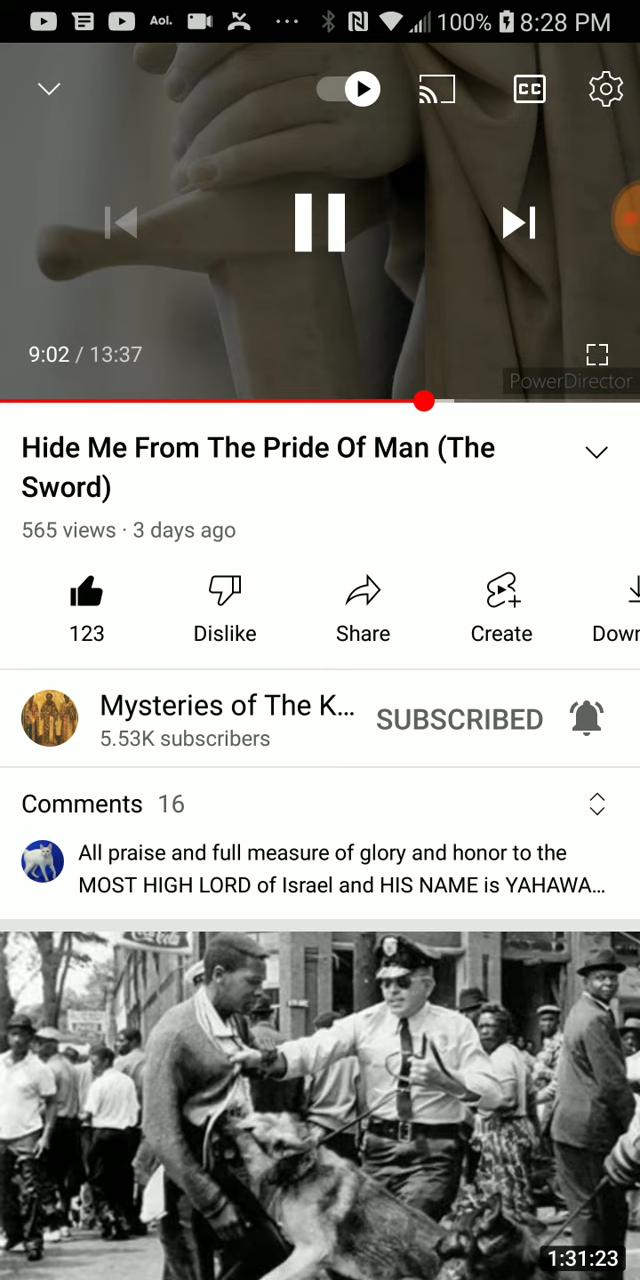 Aol. 100% 8:28 PM
CC
9:02 / 13:37
PowerDirector
Hide Me From The Pride Of Man (The
Sword)
565 views · 3 days ago
123 Dislike Share Create Down
Mysteries of The K... SUBSCRIBED
5.53K subscribers
Comments 16
All praise and full measure of glory and honor to the
MOST HIGH LORD of Israel and HIS NAME is YAHAWA...
Coca-Cola
1:31:23